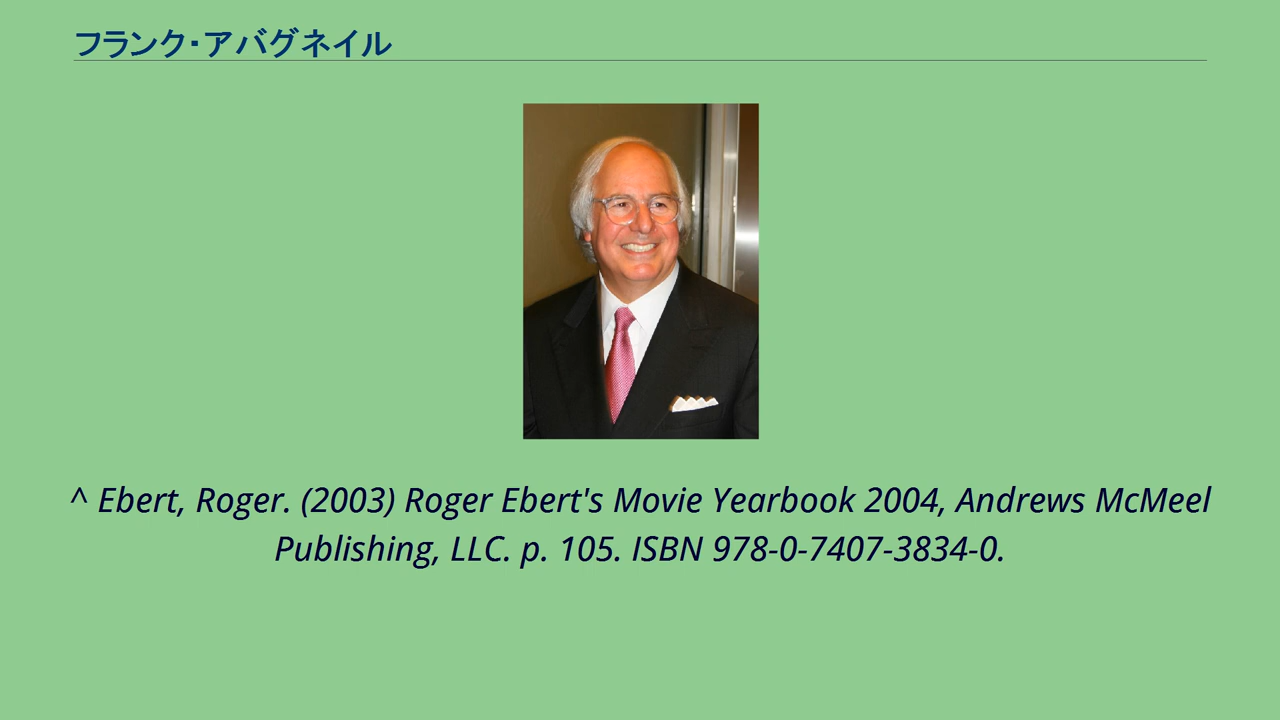 フランク・アバグネイル
^ Ebert, Roger. (2003) Roger Ebert's Movie Yearbook 2004, Andrews McMeel
Publishing, LLC. p. 105. ISBN 978-0-7407-3834-0.